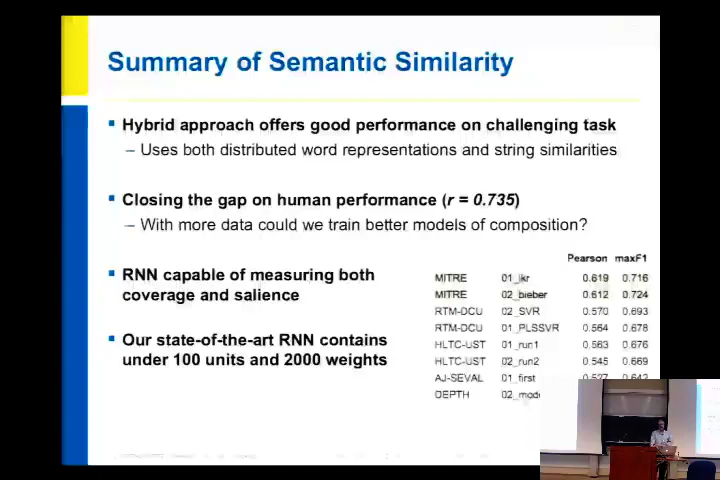 Summary of Semantic Similarity
Hybrid approach offers good performance on challenging task
– Uses both distributed word representations and string similarities
Closing the gap on human performance (r = 0.735)
– With more data could we train better models of composition?
RNN capable of measuring both
coverage and salience
Our state-of-the-art RNN contains
under 100 units and 2000 weights
Pearson maxF1
MITRE 01_ikr 0.619 0.716
MITRE 02_bieber 0.612 0.724
RTM-DCU 02_SVR 0.570 0.693
RTM-DCU 01_PLSSVR 0.564 0.678
HLTC-UST 01_run1 0.563 0.676
HLTC-UST 02_run2 0.545 0.669
AJ-SEVAL 01_first 0.527 0.642
DEPTH